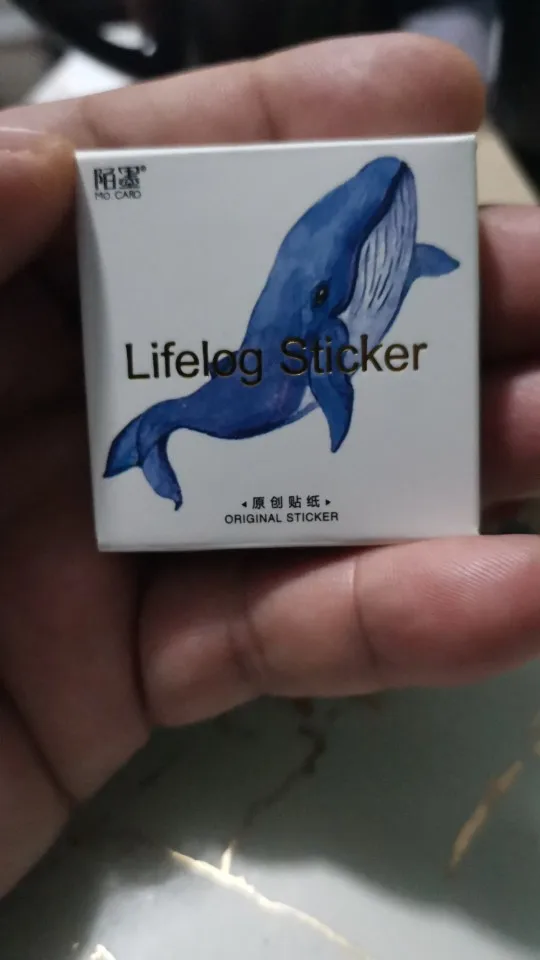 陌墨®
MO. CARD
Lifelog Sticker
◂ 原创贴纸 ▸
ORIGINAL STICKER